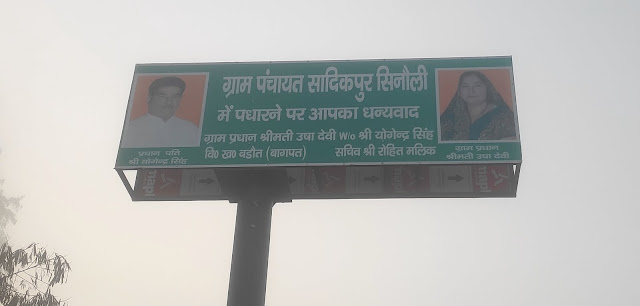 ग्राम पंचायत सादिकपुर सिनौली
में पधारने पर आपका धन्यवाद
ग्राम प्रधान श्रीमती उषा देवी W/o श्री योगेन्द्र सिंह
वि० ख० बड़ौत (बागपत) सचिव श्री रोहित मलिक
प्रधान पति
श्री योगेन्द्र सिंह
ग्राम प्रधान
श्रीमती उषा देवी